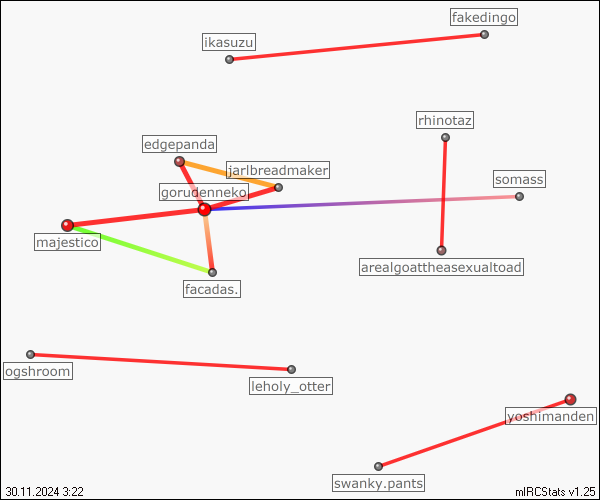 fakedingo
ikasuzu
rhinotaz
edgepanda
jarlbreadmaker
somass
gorudenneko
majestico
arealgoattheasexualtoad
facadas.
ogshroom
leholy_otter
yoshimanden
swanky.pants
30.11.2024 3:22
mIRCStats v1.25